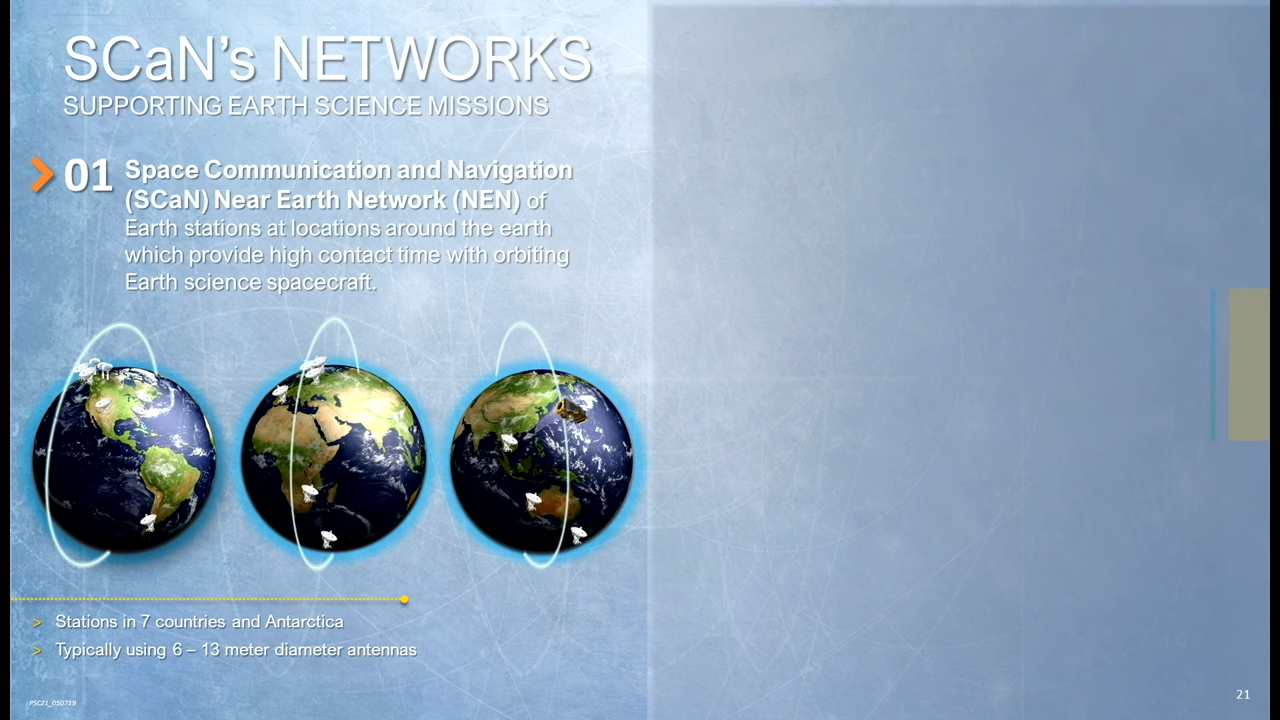 SCaN's NETWORKS
SUPPORTING EARTH SCIENCE MISSIONS
01 Space Communication and Navigation
(SCaN) Near Earth Network (NEN) of
Earth stations at locations around the earth
which provide high contact time with orbiting
Earth science spacecraft.
> Stations in 7 countries and Antarctica
> Typically using 6 – 13 meter diameter antennas
PSC21_050719
21